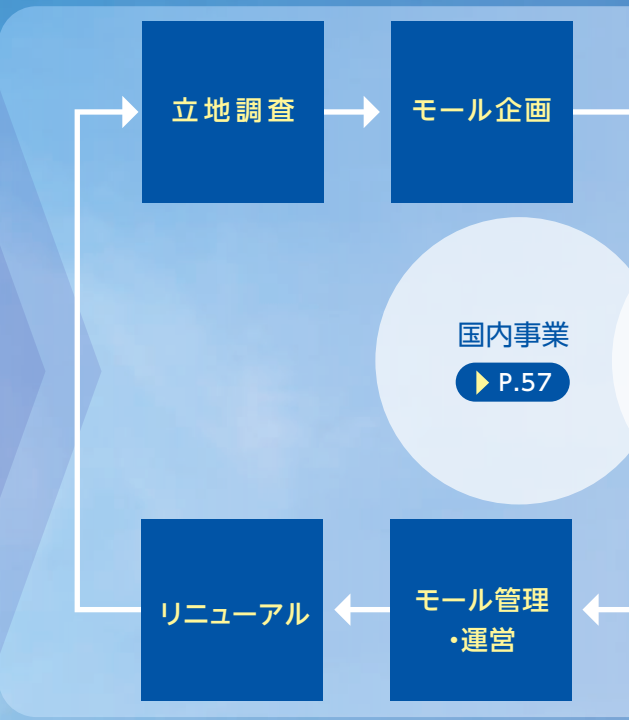 立地調査
モール企画
国内事業
P.57
リニューアル
モール管理
・運営